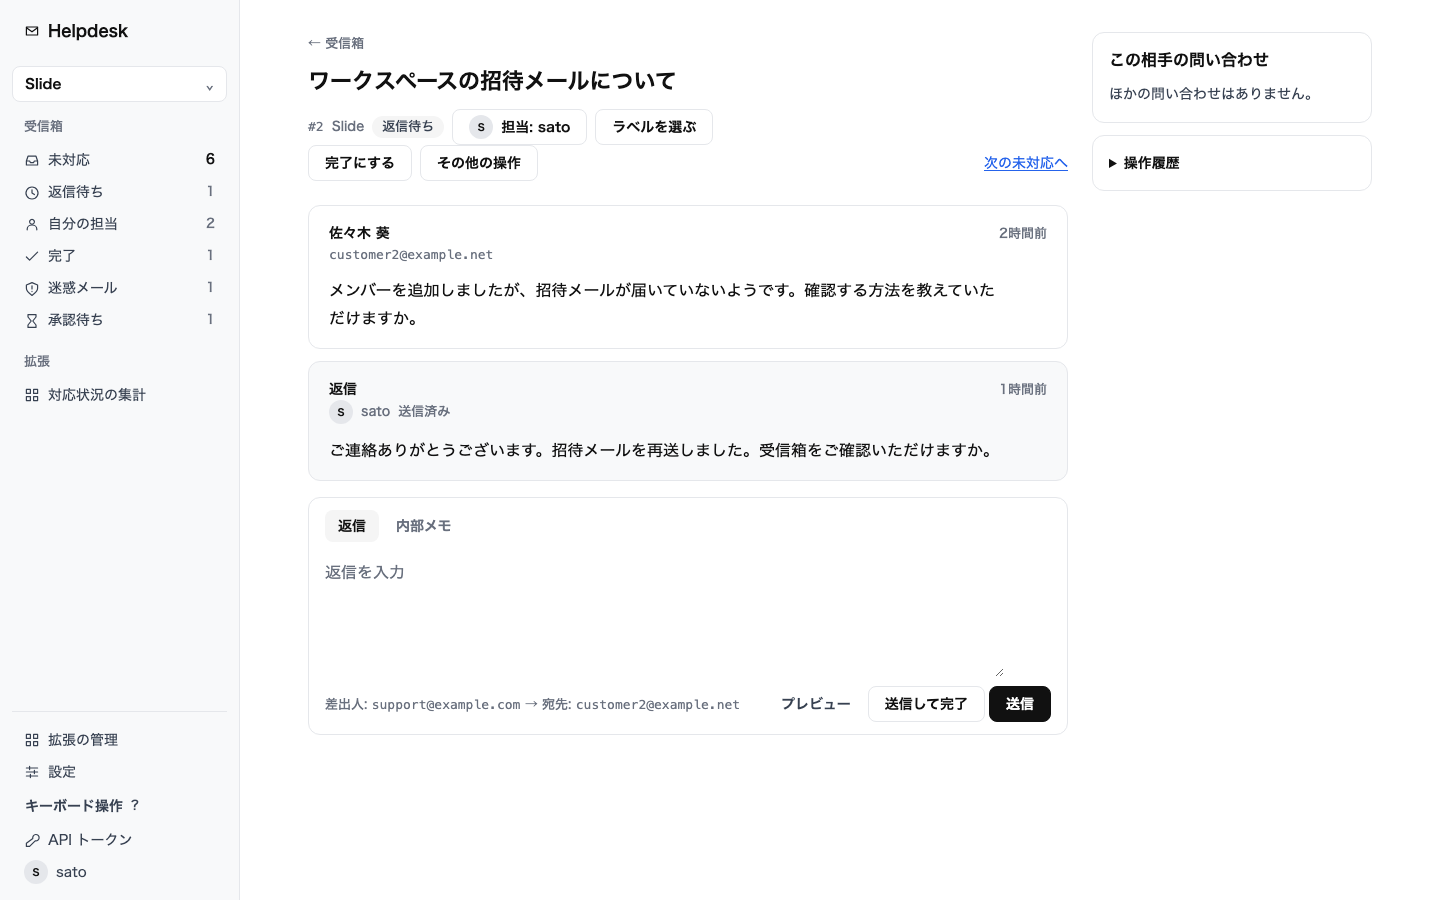 Helpdesk
Slide
受信箱
未対応 6
返信待ち 1
自分の担当 2
完了 1
迷惑メール 1
承認待ち 1
拡張
対応状況の集計
拡張の管理
設定
キーボード操作 ?
API トークン
S sato
← 受信箱
ワークスペースの招待メールについて
#2 Slide 返信待ち S 担当: sato ラベルを選ぶ
完了にする その他の操作 次の未対応へ
佐々木 葵 2時間前
customer2@example.net
メンバーを追加しましたが、招待メールが届いていないようです。確認する方法を教えていた
だけますか。
返信 1時間前
S sato 送信済み
ご連絡ありがとうございます。招待メールを再送しました。受信箱をご確認いただけますか。
返信 内部メモ
返信を入力
差出人: support@example.com → 宛先: customer2@example.net プレビュー 送信して完了 送信
この相手の問い合わせ
ほかの問い合わせはありません。
▶ 操作履歴